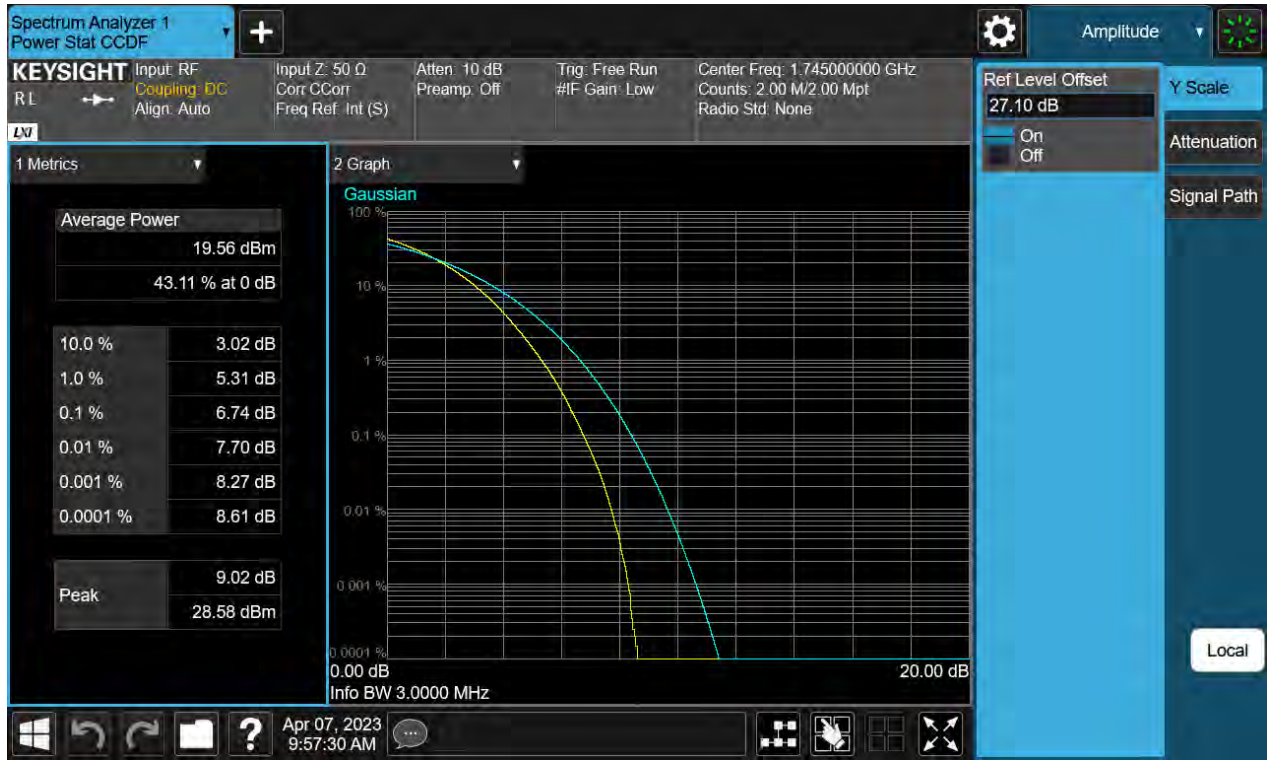 Spectrum Analyzer 1
Power Stat CCDF
+
Amplitude
KEYSIGHT
RL
LXI
Input: RF
Coupling: DC
Align: Auto
Input Z: 50 Ω
Corr CCorr
Freq Ref: Int (S)
Atten: 10 dB
Preamp: Off
Trig: Free Run
#IF Gain: Low
Center Freq: 1.745000000 GHz
Counts: 2.00 M/2.00 Mpt
Radio Std: None
Ref Level Offset
27.10 dB
On
Off
Y Scale
Attenuation
Signal Path
Local
1 Metrics
Average Power
19.56 dBm
43.11 % at 0 dB
10.0 % 3.02 dB
1.0 % 5.31 dB
0.1 % 6.74 dB
0.01 % 7.70 dB
0.001 % 8.27 dB
0.0001 % 8.61 dB
Peak
9.02 dB
28.58 dBm
2 Graph
Gaussian
100 %
10 %
1 %
0.1 %
0.01 %
0.001 %
0.0001 %
0.00 dB 20.00 dB
Info BW 3.0000 MHz
?
Apr 07, 2023
9:57:30 AM